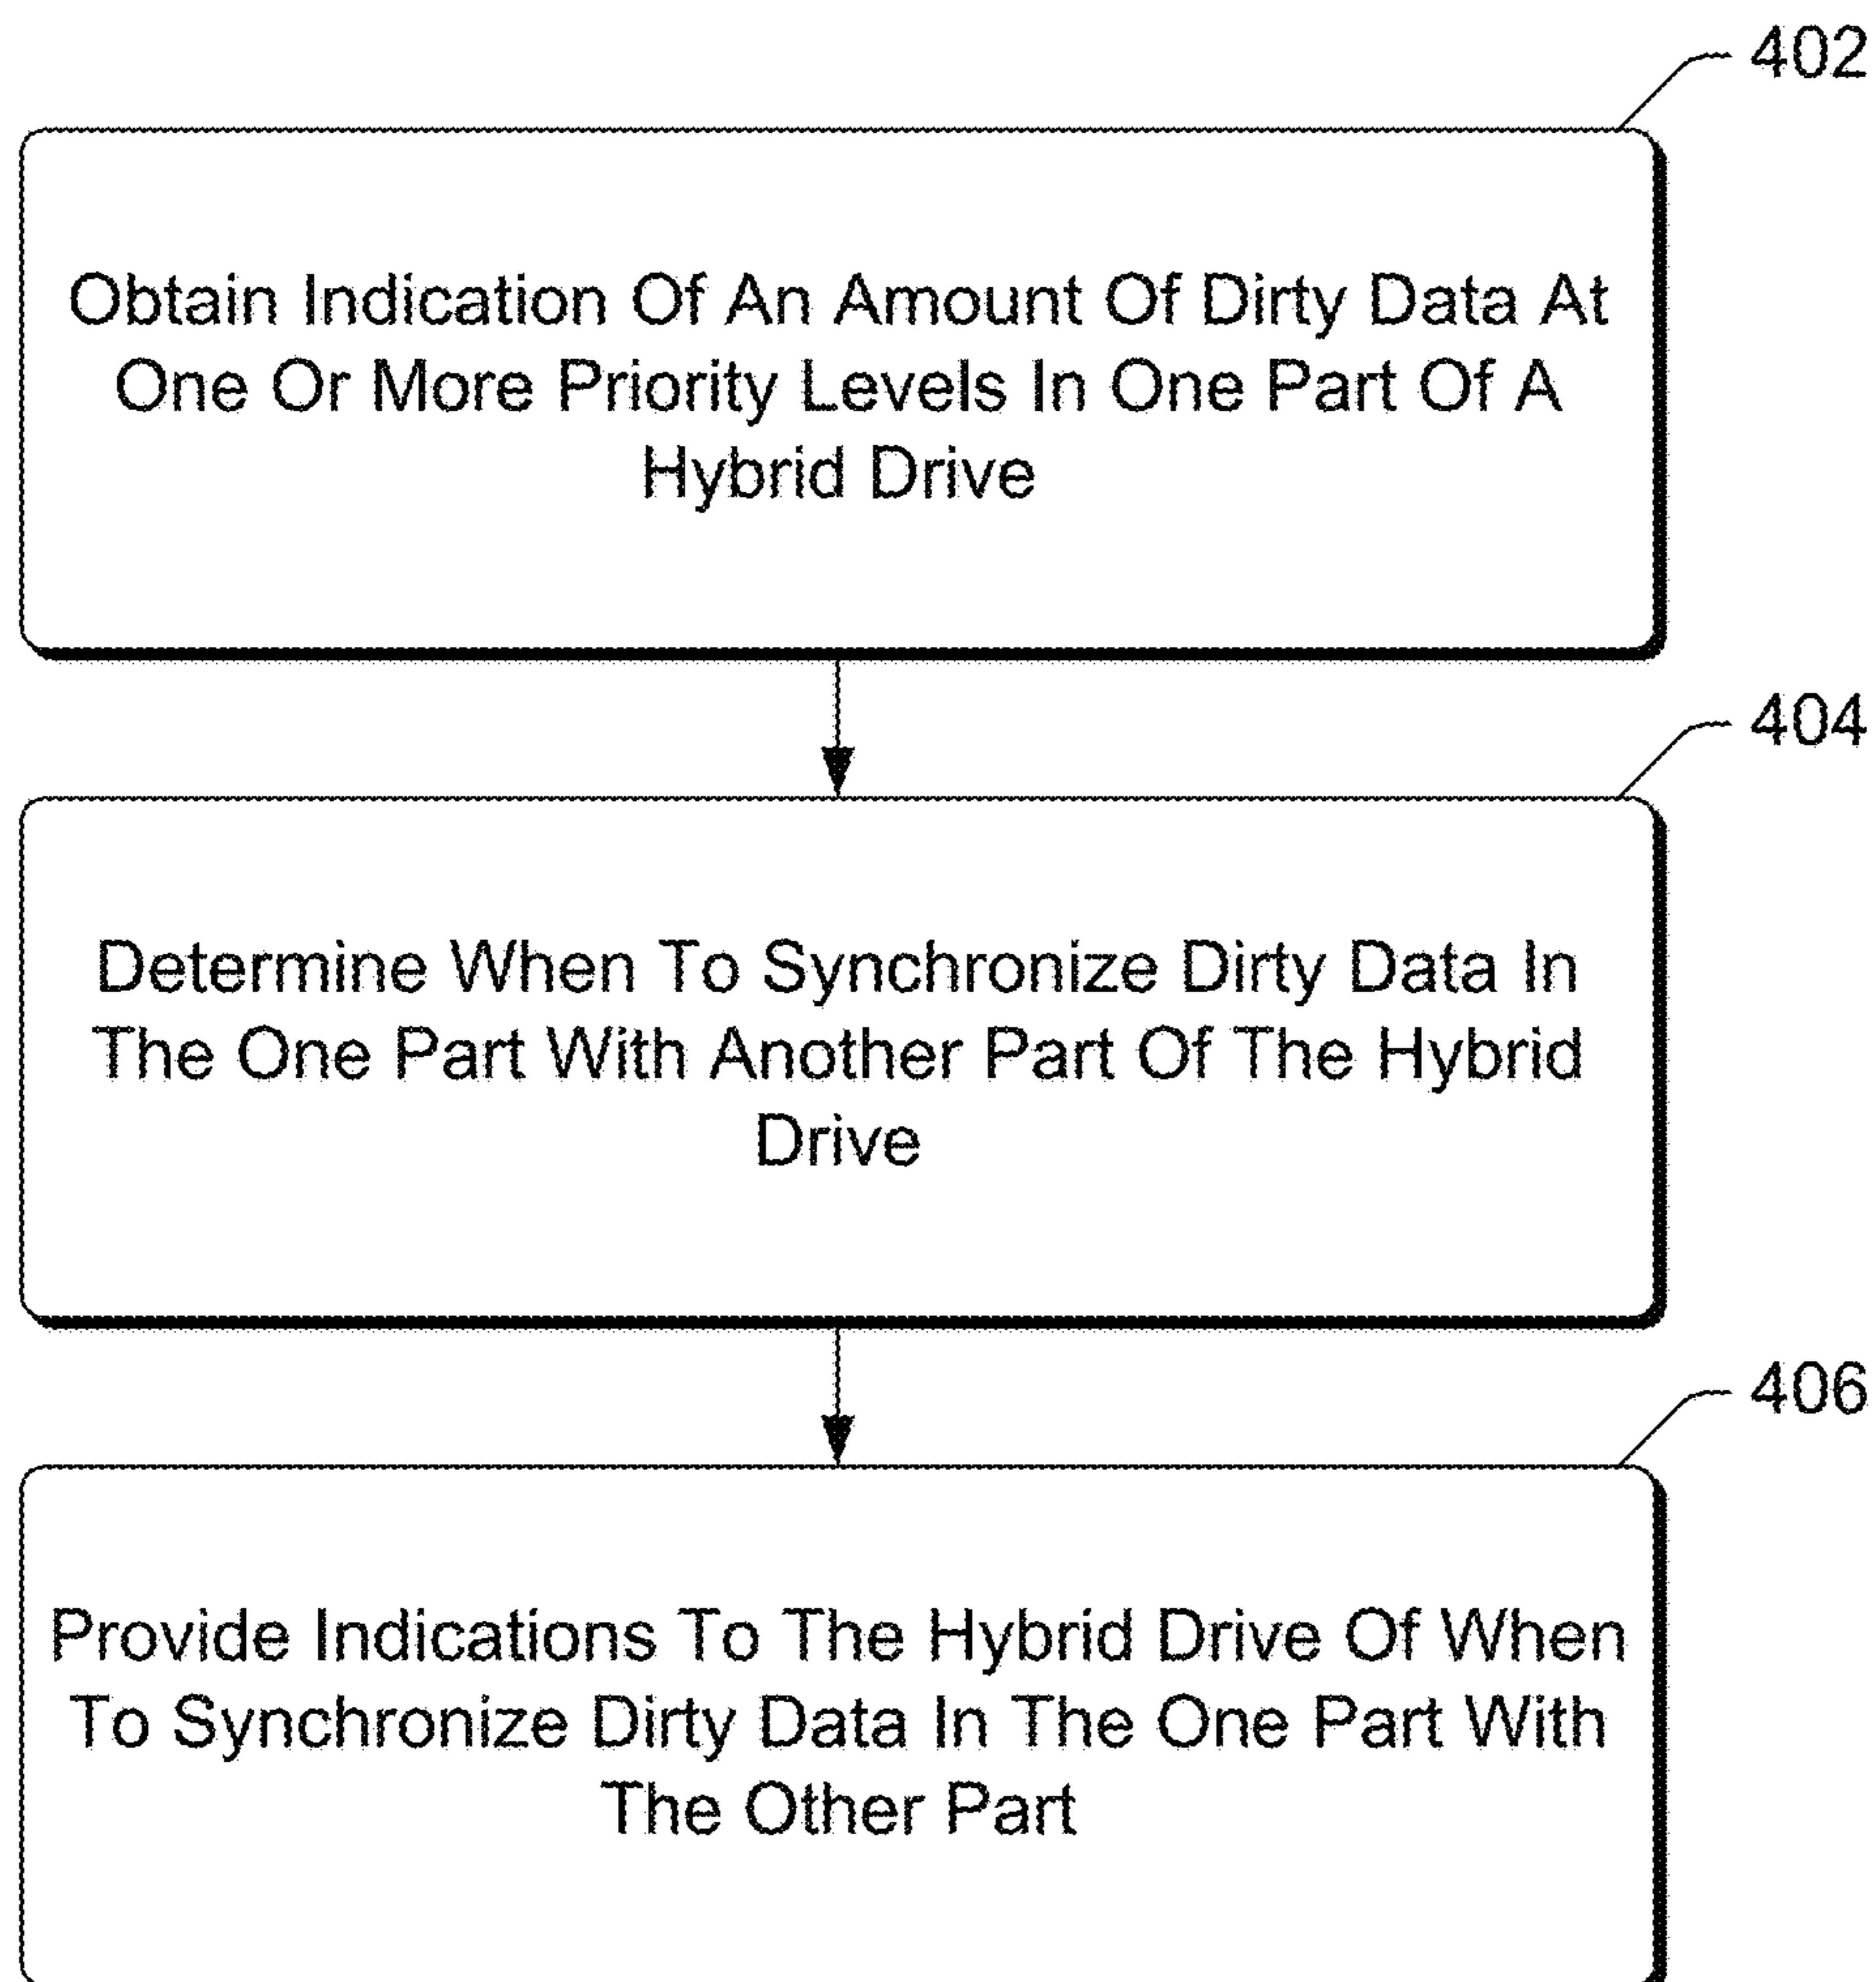 402
Obtain Indication Of An Amount Of Dirty Data At
One Or More Priority Levels In One Part Of A
Hybrid Drive
404
Determine When To Synchronize Dirty Data In
The One Part With Another Part Of The Hybrid
Drive
406
Provide Indications To The Hybrid Drive Of When
To Synchronize Dirty Data In The One Part With
The Other Part